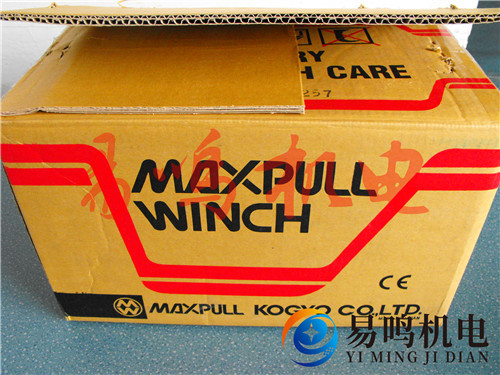 RY
H CARE
267
MAXPULL
WINCH
易鸣机电
CE
MAXPULL KOGYO CO.,LTD.
易鸣机电
YI MING JI DIAN